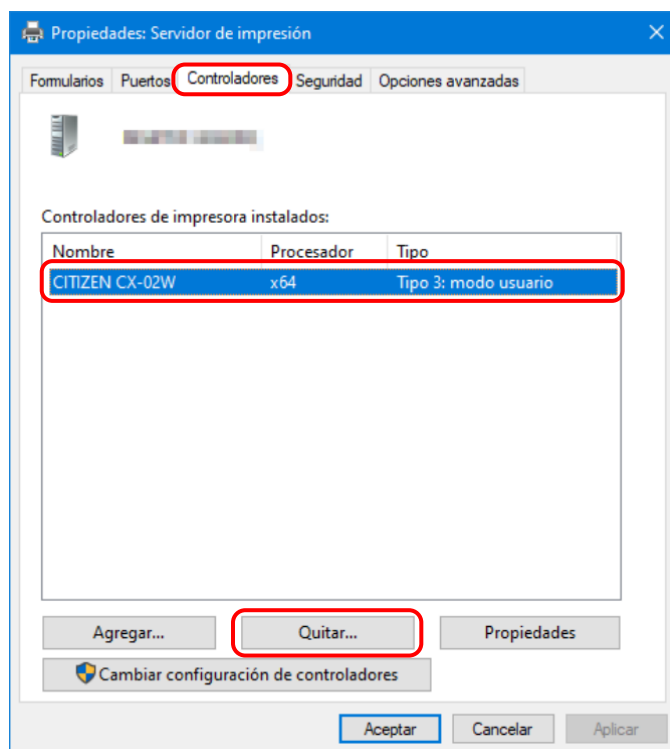 Propiedades: Servidor de impresión
Formularios Puertos Controladores Seguridad Opciones avanzadas
Controladores de impresora instalados:
Nombre Procesador Tipo
CITIZEN CX-02W x64 Tipo 3: modo usuario
Agregar... Quitar... Propiedades
Cambiar configuración de controladores
Aceptar Cancelar Aplicar